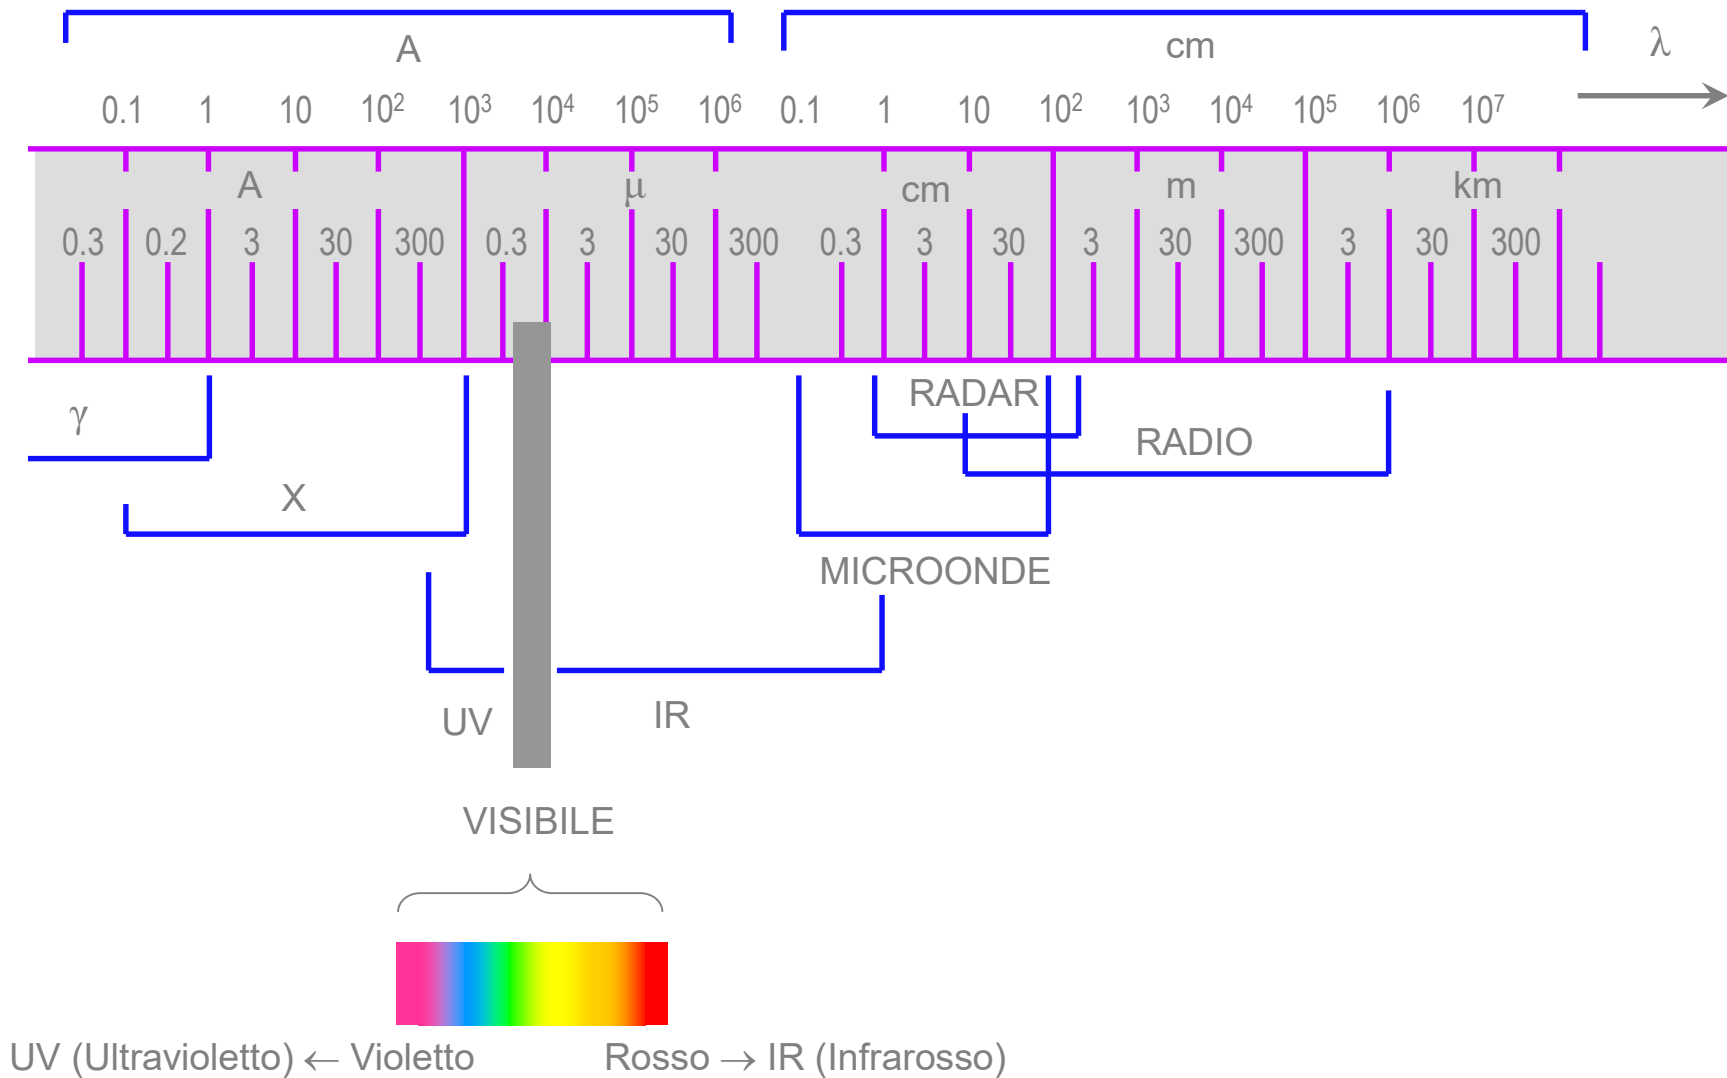 A cm λ
0.1 1 10 10² 10³ 10⁴ 10⁵ 10⁶ 0.1 1 10 10² 10³ 10⁴ 10⁵ 10⁶ 10⁷
A μ cm m km
0.3 0.2 3 30 300 0.3 3 30 300 0.3 3 30 3 30 300 3 30 300
γ RADAR
RADIO
X
MICROONDE
UV IR
VISIBILE
UV (Ultravioletto) ← Violetto Rosso → IR (Infrarosso)